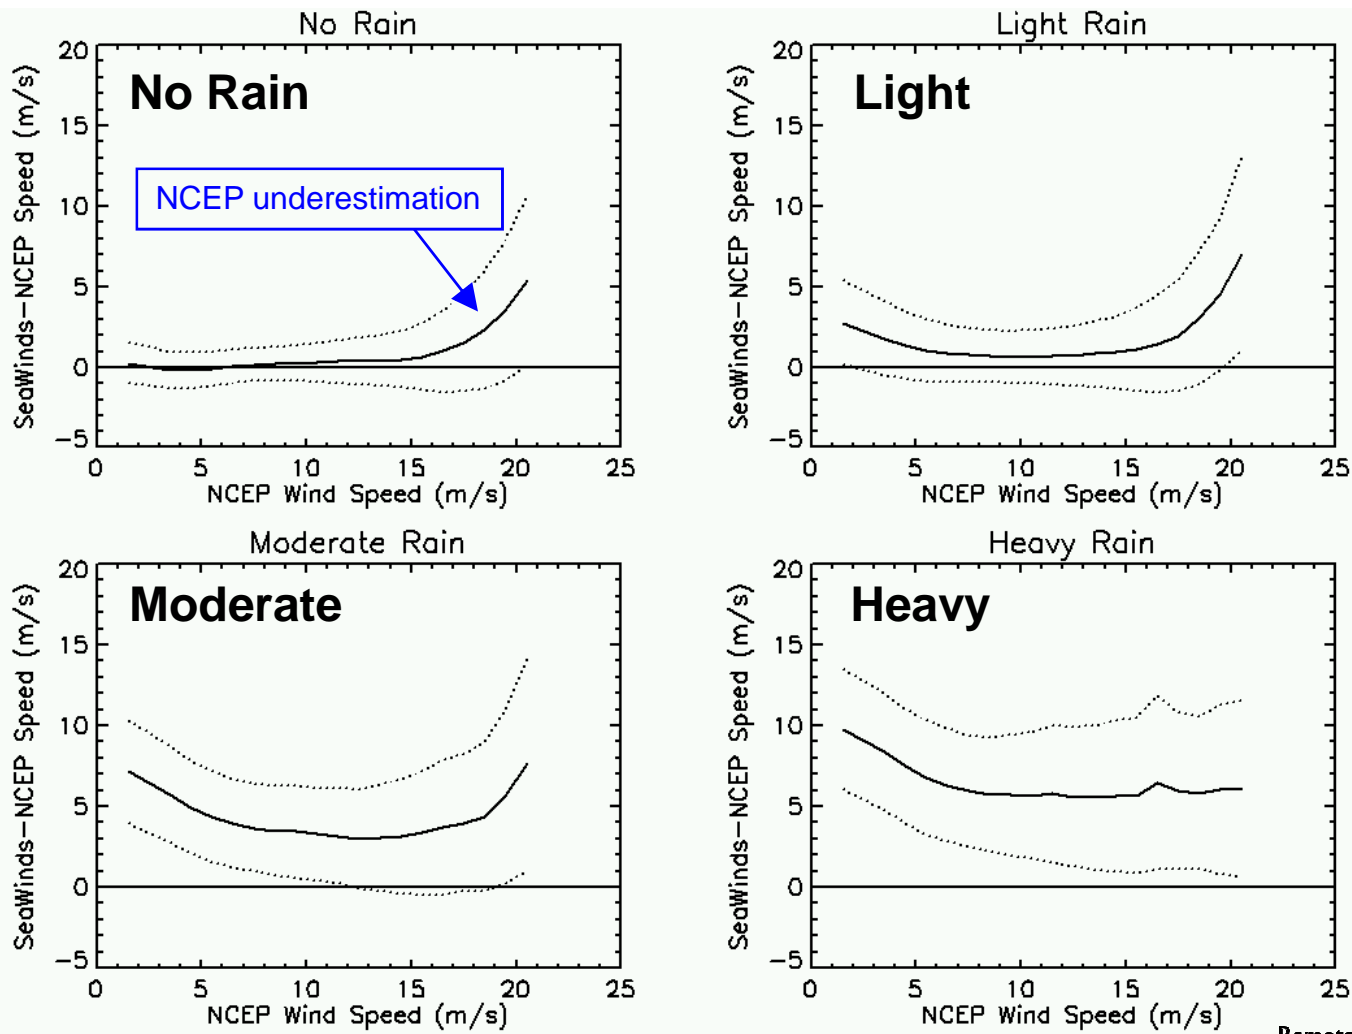 No Rain
No Rain
NCEP underestimation
SeaWinds-NCEP Speed (m/s)
20
15
10
5
0
-5
0 5 10 15 20 25
NCEP Wind Speed (m/s)
Light Rain
Light
SeaWinds-NCEP Speed (m/s)
20
15
10
5
0
-5
0 5 10 15 20 25
NCEP Wind Speed (m/s)
Moderate Rain
Moderate
SeaWinds-NCEP Speed (m/s)
20
15
10
5
0
-5
0 5 10 15 20 25
NCEP Wind Speed (m/s)
Heavy Rain
Heavy
SeaWinds-NCEP Speed (m/s)
20
15
10
5
0
-5
0 5 10 15 20 25
NCEP Wind Speed (m/s)